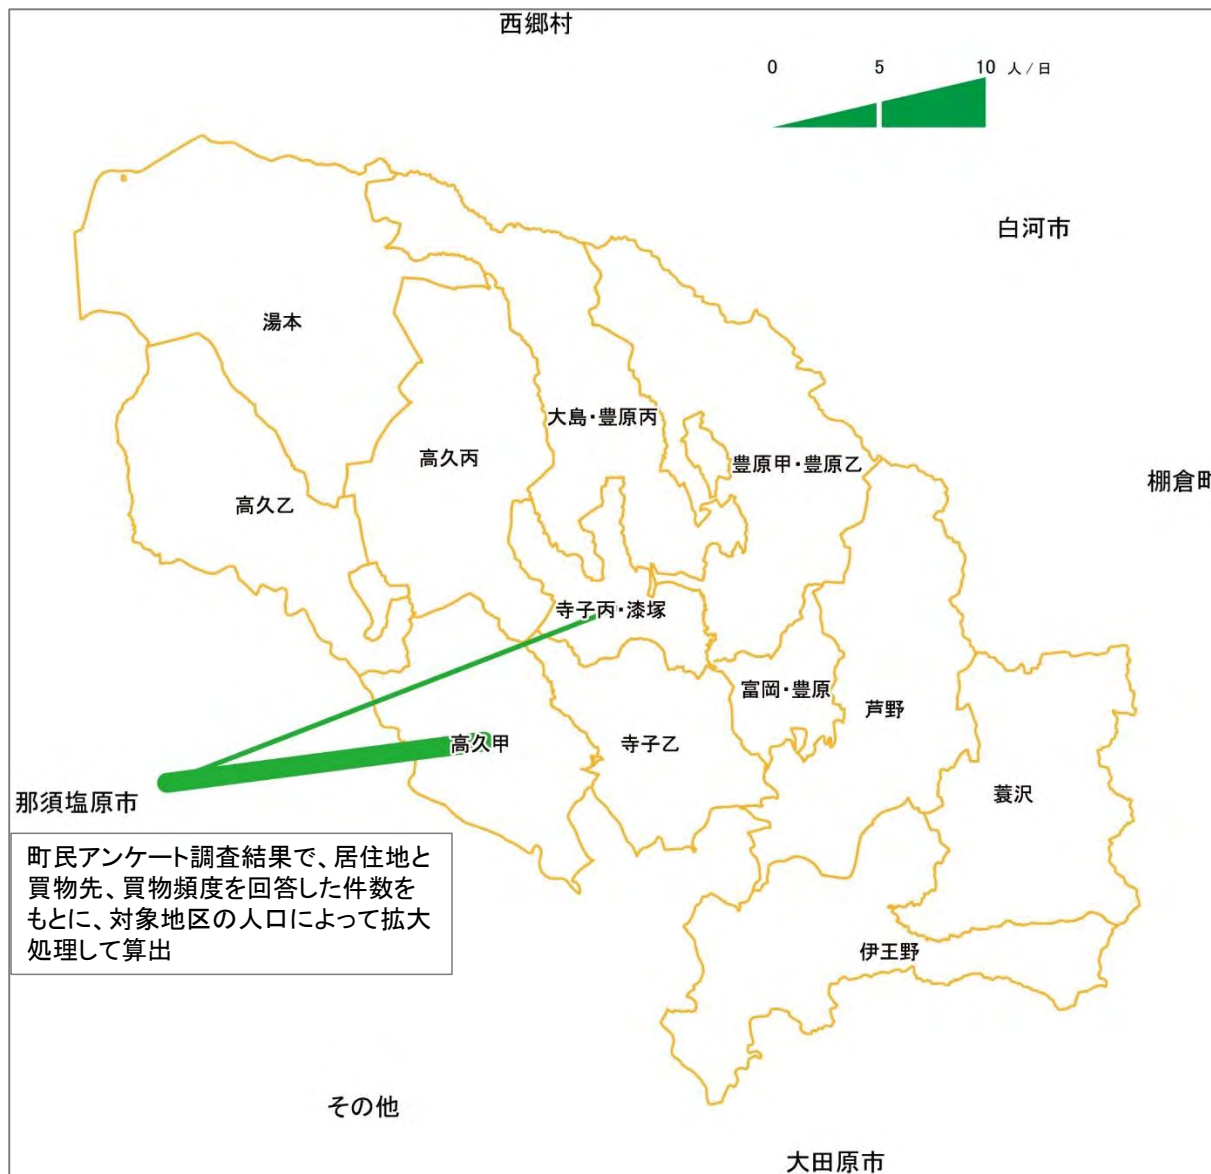 西郷村
0 5 10 人/日
白河市
湯本
大島・豊原丙
高久丙
豊原甲・豊原乙
棚倉町
高久乙
寺子丙・漆塚
富岡・豊原
芦野
高久甲
寺子乙
蓑沢
那須塩原市
町民アンケート調査結果で、居住地と
買物先、買物頻度を回答した件数を
もとに、対象地区の人口によって拡大
処理して算出
伊王野
その他
大田原市